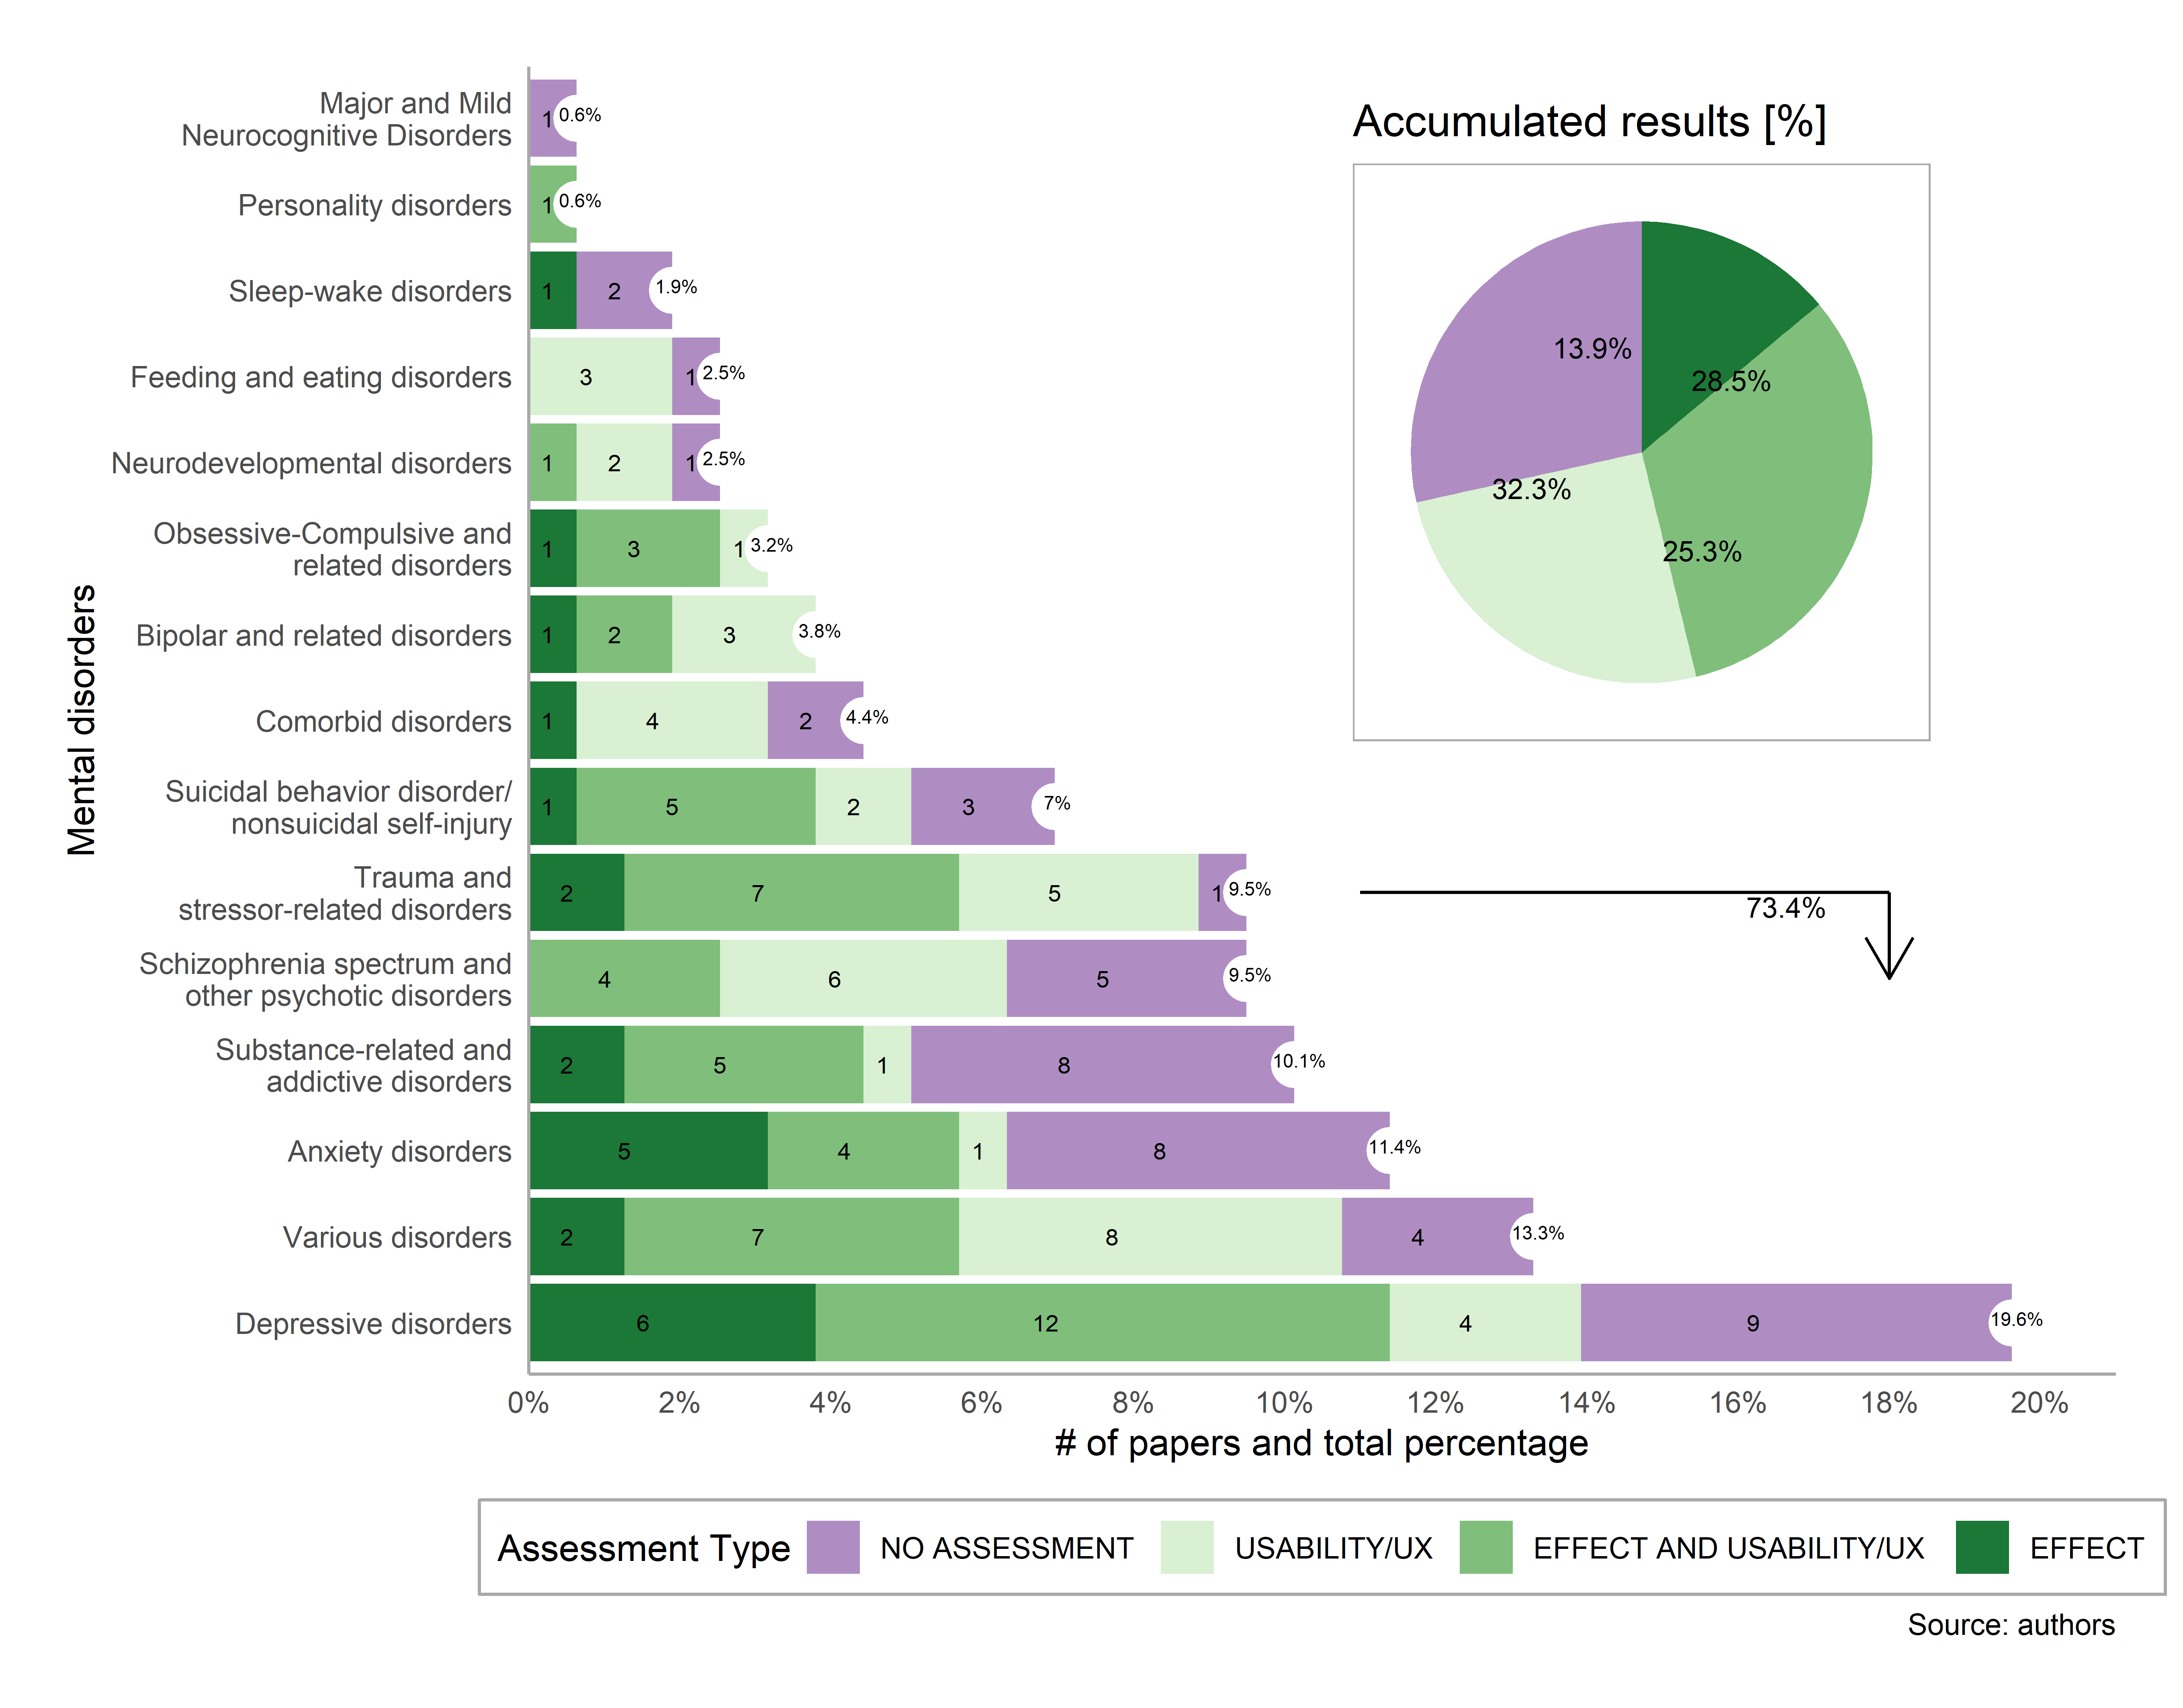 Accumulated results [%]
13.9%
28.5%
32.3%
25.3%
73.4%
Mental disorders
Major and Mild
Neurocognitive Disorders
1 0.6%
Personality disorders
1 0.6%
Sleep-wake disorders
1 2 1.9%
Feeding and eating disorders
3 1 2.5%
Neurodevelopmental disorders
1 2 1 2.5%
Obsessive-Compulsive and
related disorders
1 3 1 3.2%
Bipolar and related disorders
1 2 3 3.8%
Comorbid disorders
1 4 2 4.4%
Suicidal behavior disorder/
nonsuicidal self-injury
1 5 2 3 7%
Trauma and
stressor-related disorders
2 7 5 1 9.5%
Schizophrenia spectrum and
other psychotic disorders
4 6 5 9.5%
Substance-related and
addictive disorders
2 5 1 8 10.1%
Anxiety disorders
5 4 1 8 11.4%
Various disorders
2 7 8 4 13.3%
Depressive disorders
6 12 4 9 19.6%
0% 2% 4% 6% 8% 10% 12% 14% 16% 18% 20%
# of papers and total percentage
Assessment Type NO ASSESSMENT USABILITY/UX EFFECT AND USABILITY/UX EFFECT
Source: authors